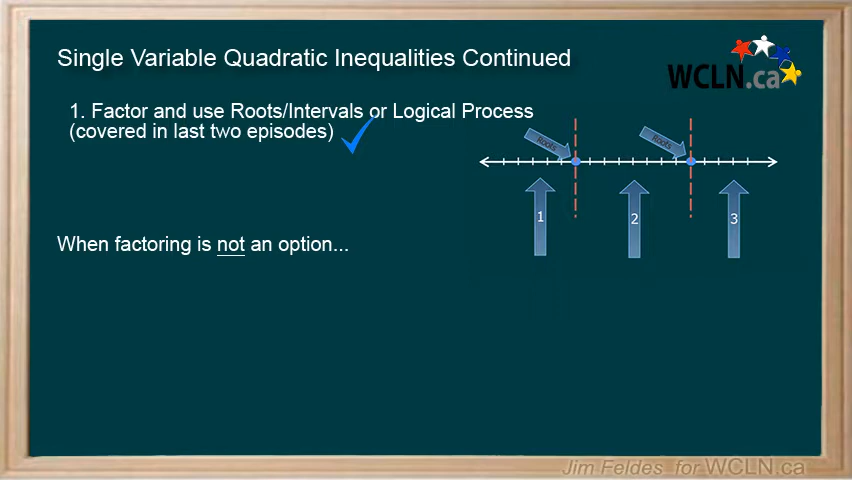 Single Variable Quadratic Inequalities Continued
WCLN.ca
1. Factor and use Roots/Intervals or Logical Process
(covered in last two episodes)
Roots
Roots
1
2
3
When factoring is not an option...
Jim Feldes for WCLN.ca